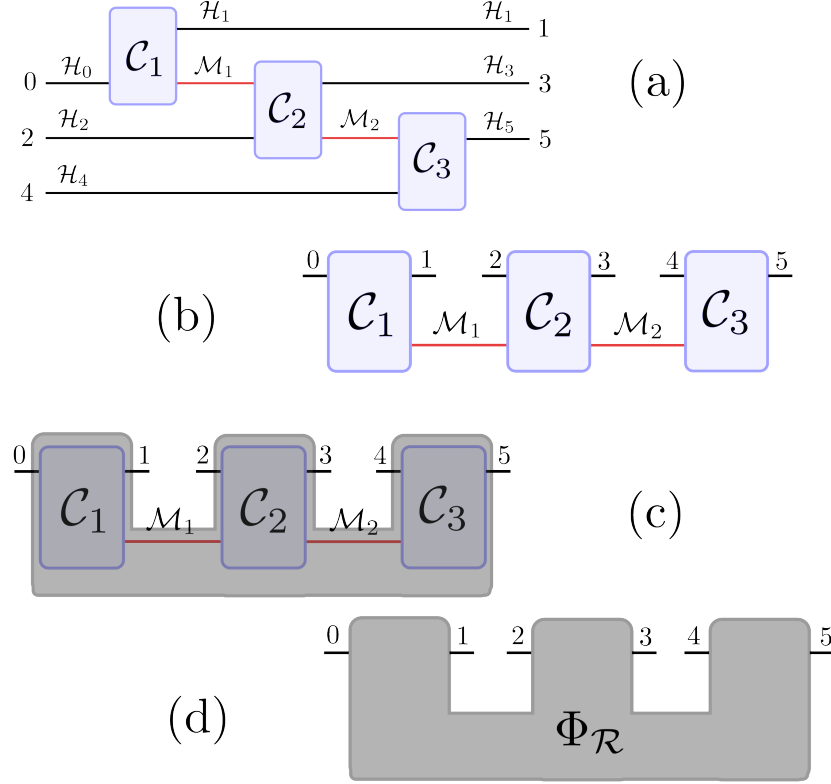 H₁ H₁ 1
0 H₀ C₁ M₁ H₃ 3 (a)
2 H₂ C₂ M₂ H₅ 5
4 H₄ C₃
0 1 2 3 4 5
(b) C₁ M₁ C₂ M₂ C₃
0 1 2 3 4 5
C₁ M₁ C₂ M₂ C₃ (c)
0 1 2 3 4 5
(d) Φ_R